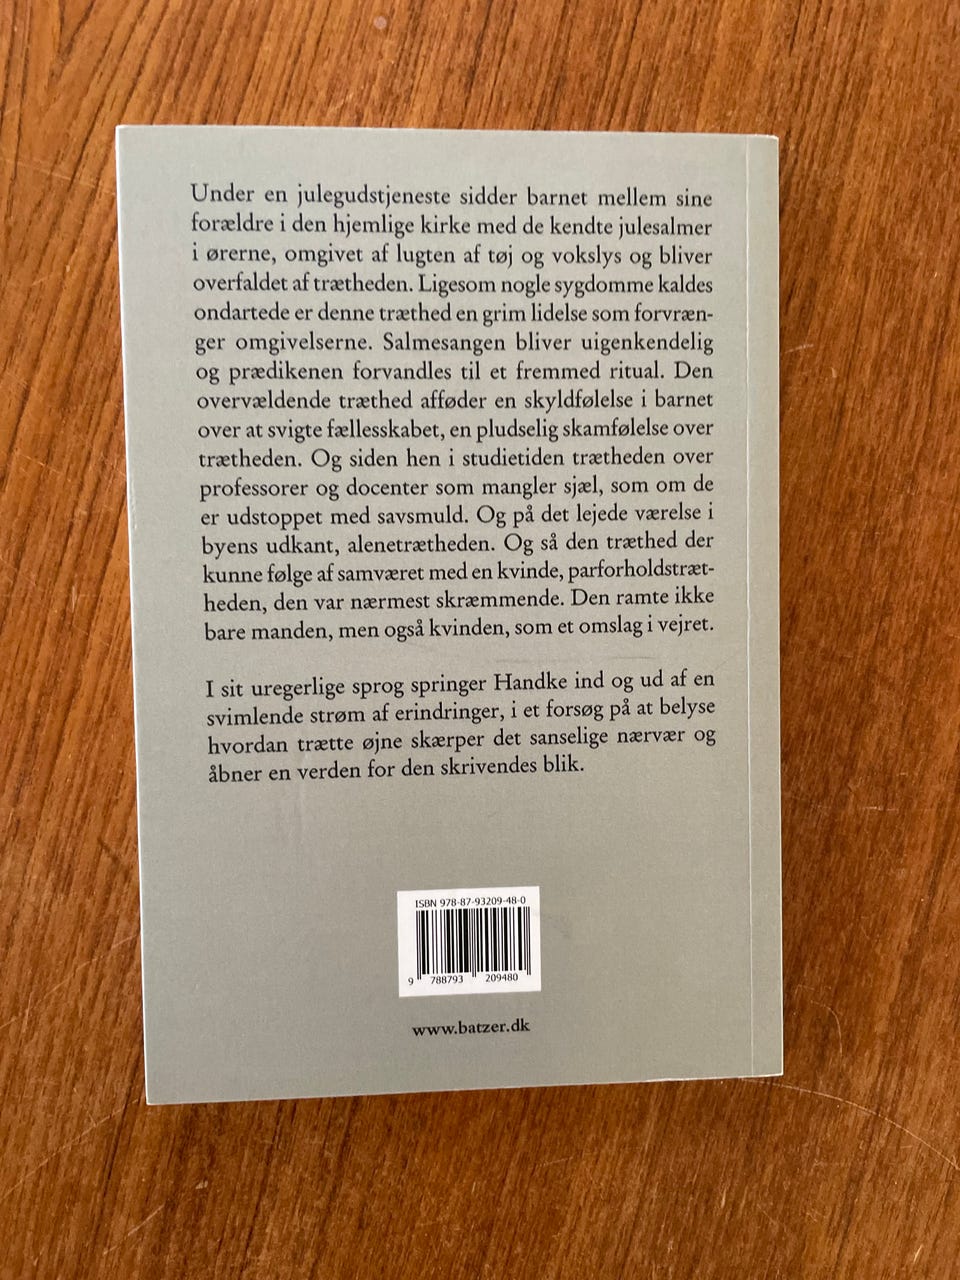 Under en julegudstjeneste sidder barnet mellem sine
forældre i den hjemlige kirke med de kendte julesalmer
i ørerne, omgivet af lugten af tøj og vokslys og bliver
overfaldet af trætheden. Ligesom nogle sygdomme kaldes
ondartede er denne træthed en grim lidelse som forvræn-
ger omgivelserne. Salmesangen bliver uigenkendelig
og prædikenen forvandles til et fremmed ritual. Den
overvældende træthed afføder en skyldfølelse i barnet
over at svigte fællesskabet, en pludselig skamfølelse over
trætheden. Og siden hen i studietiden trætheden over
professorer og docenter som mangler sjæl, som om de
er udstoppet med savsmuld. Og på det lejede værelse i
byens udkant, alenetrætheden. Og så den træthed der
kunne følge af samværet med en kvinde, parforholdstræt-
heden, den var nærmest skræmmende. Den ramte ikke
bare manden, men også kvinden, som et omslag i vejret.
I sit uregerlige sprog springer Handke ind og ud af en
svimlende strøm af erindringer, i et forsøg på at belyse
hvordan trætte øjne skærper det sanselige nærvær og
åbner en verden for den skrivendes blik.
ISBN 978-87-93209-48-0
9 788793 209480
www.batzer.dk